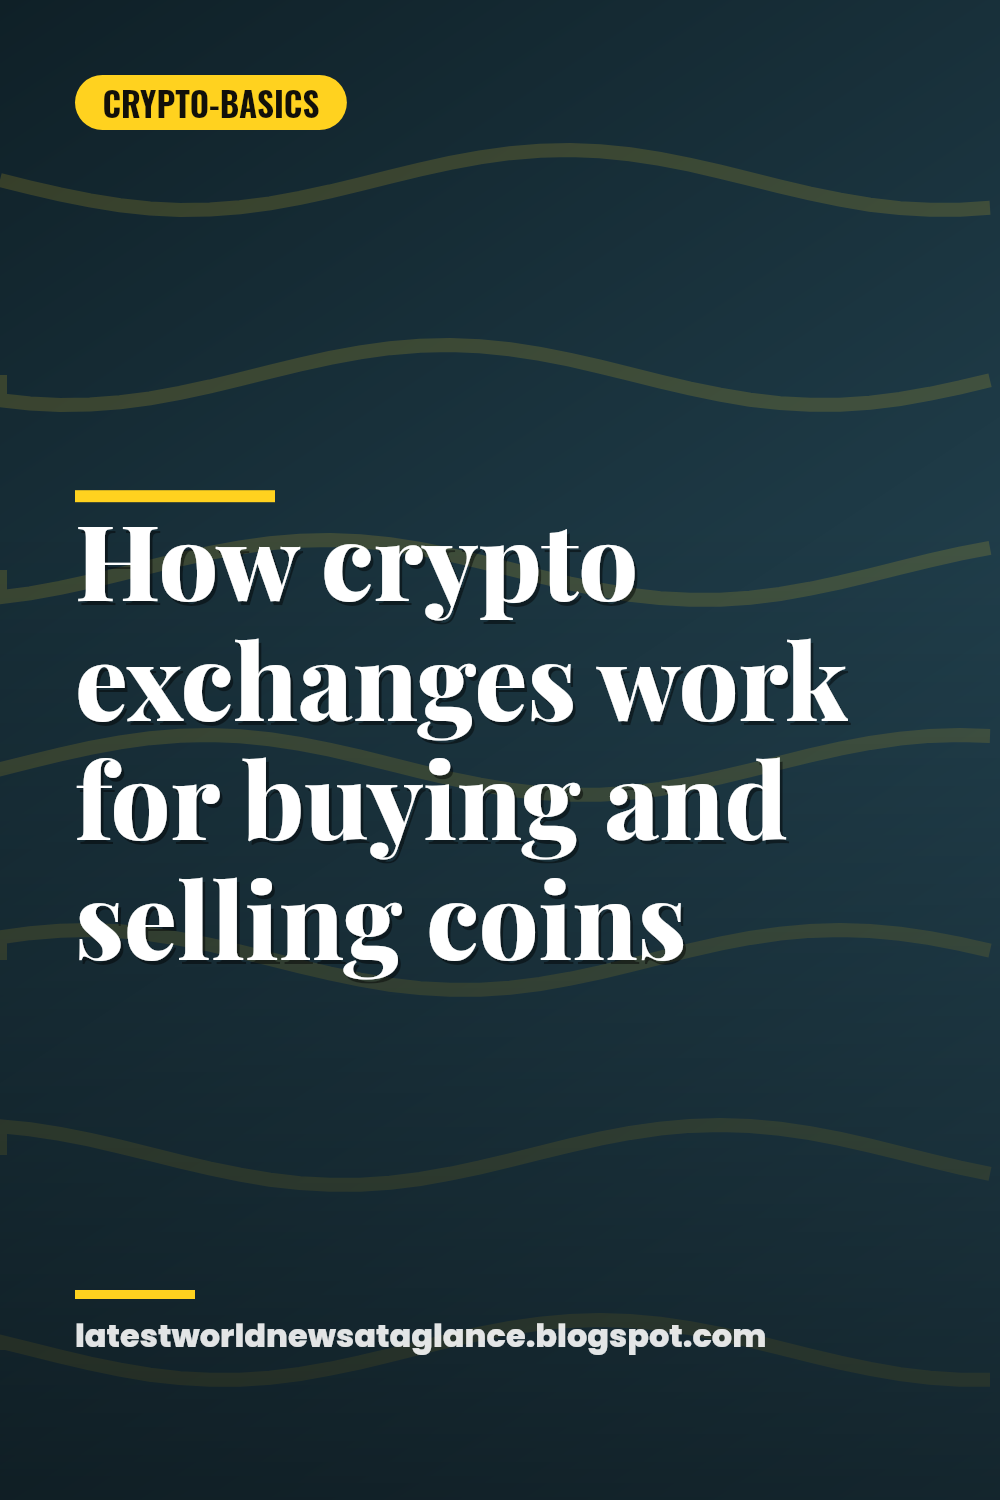 CRYPTO-BASICS
How crypto
exchanges work
for buying and
selling coins
latestworldnewsataglance.blogspot.com